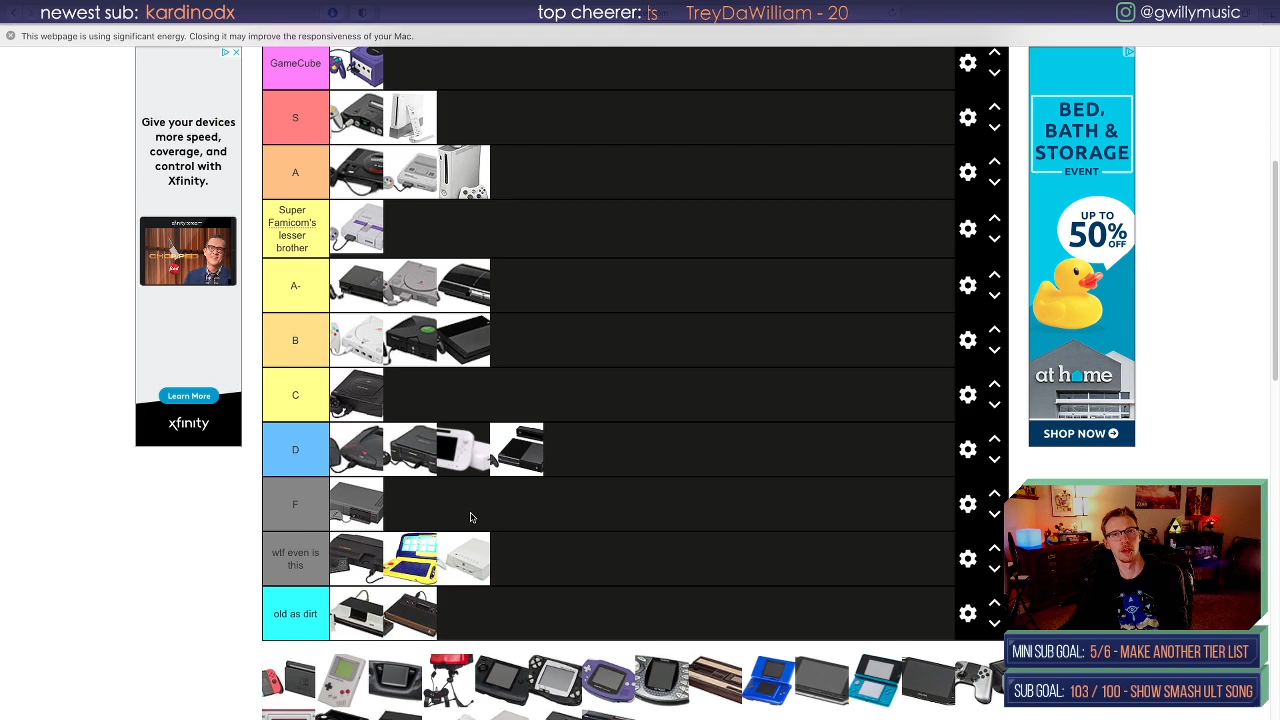 newest sub: kardinodx
top cheerer: ts TreyDaWilliam - 20
@gwillymusic
This webpage is using significant energy. Closing it may improve the responsiveness of your Mac.
Give your devices
more speed,
coverage, and
control with
Xfinity.
CHOPPED
Learn More
xfinity
GameCube
S
A
Super
Famicom's
lesser
brother
A-
B
C
D
F
wtf even is
this
old as dirt
BED,
BATH &
STORAGE
EVENT
UP TO
50%
OFF
at home
SHOP NOW
MINI SUB GOAL: 5/6 - MAKE ANOTHER TIER LIST
SUB GOAL: 103 / 100 - SHOW SMASH ULT SONG